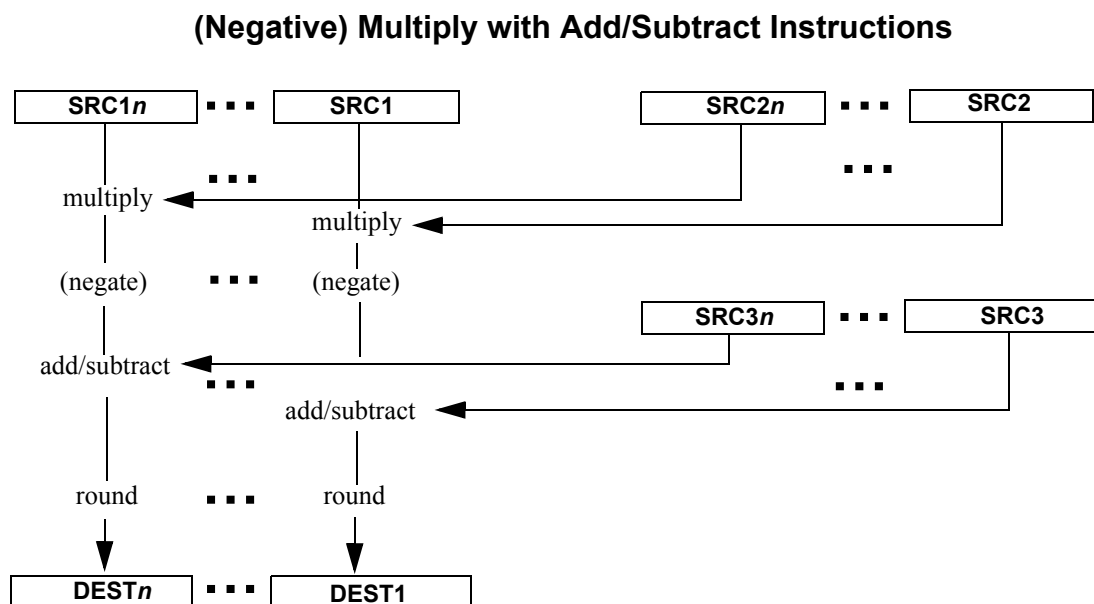 (Negative) Multiply with Add/Subtract Instructions
SRC1n ... SRC1 SRC2n ... SRC2
... ...
multiply
multiply
(negate) ... (negate)
SRC3n ... SRC3
add/subtract
... ...
add/subtract
round ... round
DESTn ... DEST1